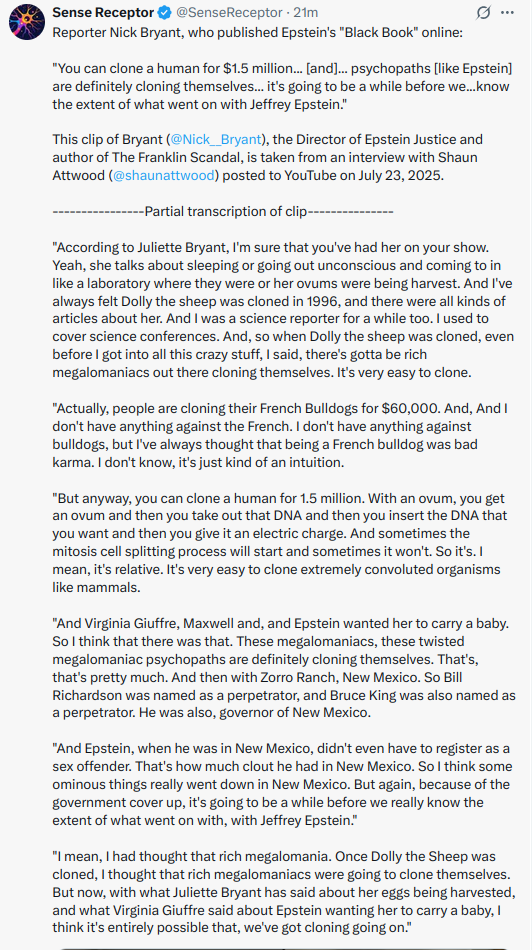 Sense Receptor @SenseReceptor · 21m
Reporter Nick Bryant, who published Epstein's "Black Book" online:
"You can clone a human for $1.5 million... [and]... psychopaths [like Epstein]
are definitely cloning themselves... it's going to be a while before we...know
the extent of what went on with Jeffrey Epstein."
This clip of Bryant (@Nick__Bryant), the Director of Epstein Justice and
author of The Franklin Scandal, is taken from an interview with Shaun
Attwood (@shaunattwood) posted to YouTube on July 23, 2025.
----------------Partial transcription of clip---------------
"According to Juliette Bryant, I'm sure that you've had her on your show.
Yeah, she talks about sleeping or going out unconscious and coming to in
like a laboratory where they were or her ovums were being harvest. And I've
always felt Dolly the sheep was cloned in 1996, and there were all kinds of
articles about her. And I was a science reporter for a while too. I used to
cover science conferences. And, so when Dolly the sheep was cloned, even
before I got into all this crazy stuff, I said, there's gotta be rich
megalomaniacs out there cloning themselves. It's very easy to clone.
"Actually, people are cloning their French Bulldogs for $60,000. And, And I
don't have anything against the French. I don't have anything against
bulldogs, but I've always thought that being a French bulldog was bad
karma. I don't know, it's just kind of an intuition.
"But anyway, you can clone a human for 1.5 million. With an ovum, you get
an ovum and then you take out that DNA and then you insert the DNA that
you want and then you give it an electric charge. And sometimes the
mitosis cell splitting process will start and sometimes it won't. So it's. I
mean, it's relative. It's very easy to clone extremely convoluted organisms
like mammals.
"And Virginia Giuffre, Maxwell and, and Epstein wanted her to carry a baby.
So I think that there was that. These megalomaniacs, these twisted
megalomaniac psychopaths are definitely cloning themselves. That's,
that's pretty much. And then with Zorro Ranch, New Mexico. So Bill
Richardson was named as a perpetrator, and Bruce King was also named as
a perpetrator. He was also, governor of New Mexico.
"And Epstein, when he was in New Mexico, didn't even have to register as a
sex offender. That's how much clout he had in New Mexico. So I think some
ominous things really went down in New Mexico. But again, because of the
government cover up, it's going to be a while before we really know the
extent of what went on with, with Jeffrey Epstein."
"I mean, I had thought that rich megalomania. Once Dolly the Sheep was
cloned, I thought that rich megalomaniacs were going to clone themselves.
But now, with what Juliette Bryant has said about her eggs being harvested,
and what Virginia Giuffre said about Epstein wanting her to carry a baby, I
think it's entirely possible that, we've got cloning going on."